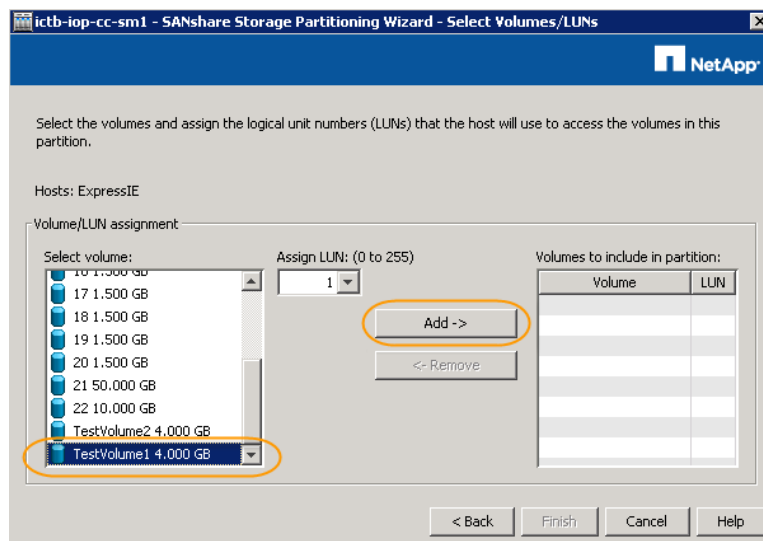 ictb-iop-cc-sm1 - SANshare Storage Partitioning Wizard - Select Volumes/LUNs
NetApp
Select the volumes and assign the logical unit numbers (LUNs) that the host will use to access the volumes in this
partition.
Hosts: ExpressIE
Volume/LUN assignment
Select volume:
Assign LUN: (0 to 255)
Volumes to include in partition:
16 1.500 GB
17 1.500 GB
18 1.500 GB
19 1.500 GB
20 1.500 GB
21 50.000 GB
22 10.000 GB
TestVolume2 4.000 GB
TestVolume1 4.000 GB
1
Add ->
<- Remove
Volume LUN
< Back Finish Cancel Help